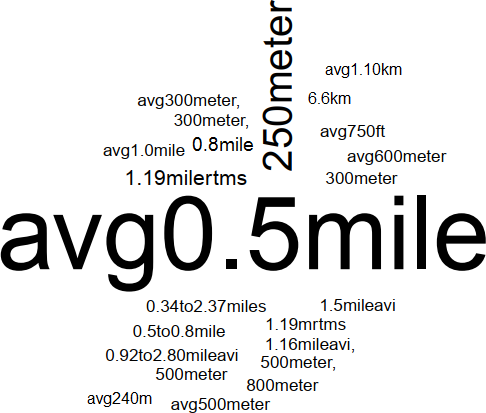 250meter
avg1.10km
avg300meter,
6.6km
300meter,
avg750ft
avg1.0mile
0.8mile
avg600meter
1.19milertms
300meter
avg0.5mile
0.34to2.37miles
1.5mileavi
0.5to0.8mile
1.19mrtms
0.92to2.80mileavi
1.16mileavi,
500meter
500meter,
800meter
avg240m
avg500meter